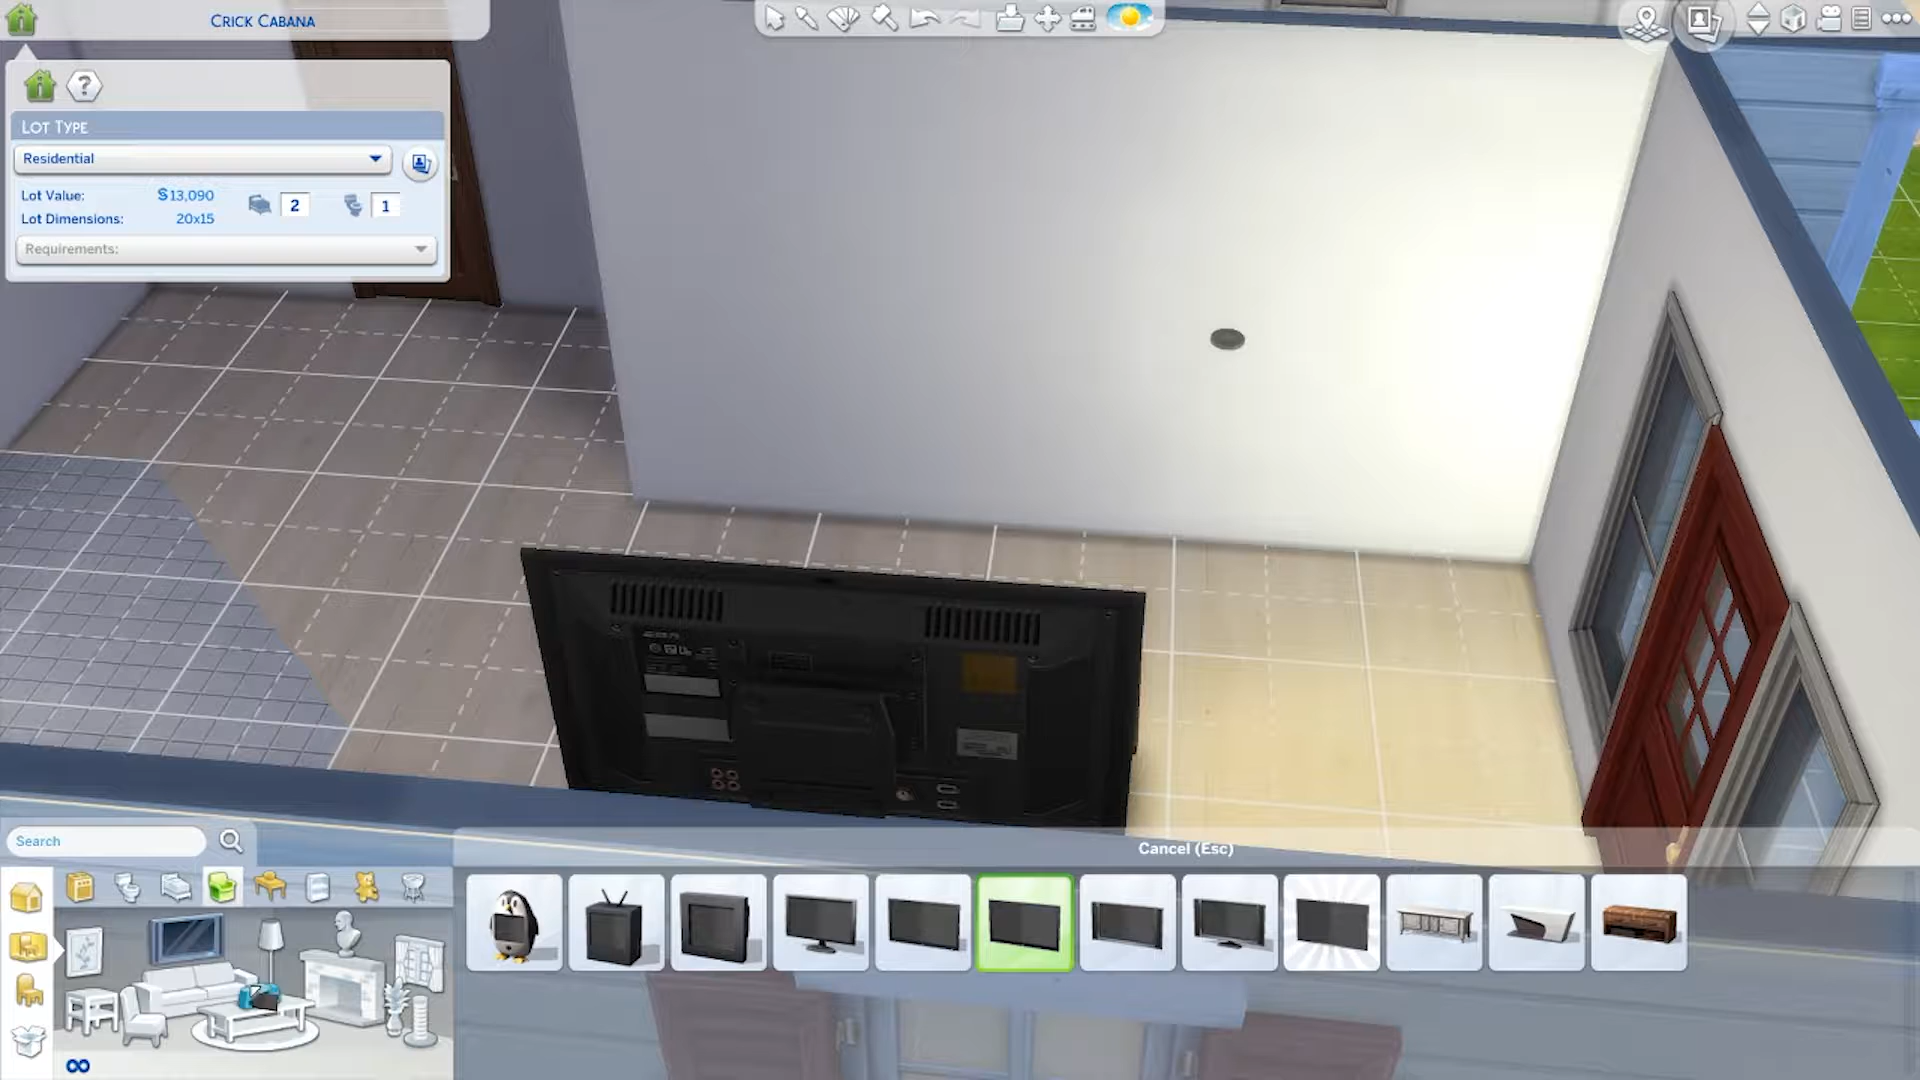 CRICK CABANA
?
LOT TYPE
Residential
Lot Value: §13,090 2 1
Lot Dimensions: 20x15
Requirements:
Search
Cancel (Esc)
∞